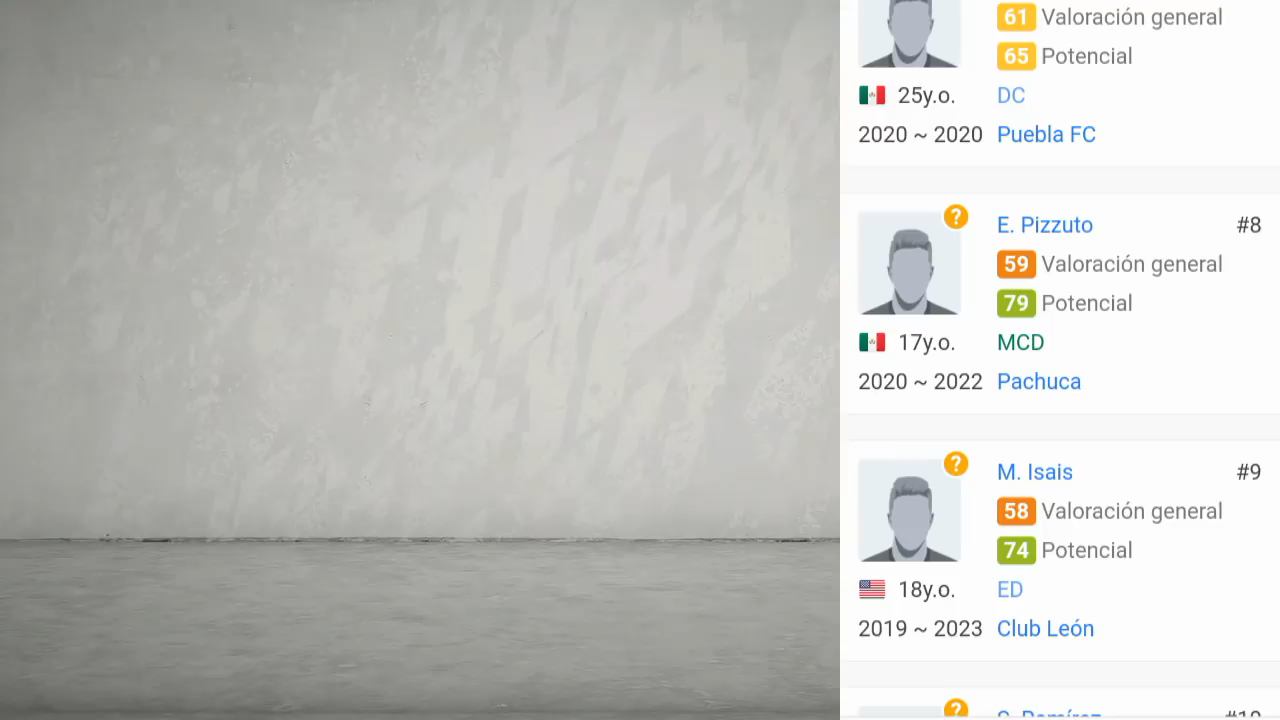 61 Valoración general
65 Potencial
25y.o. DC
2020 ~ 2020 Puebla FC
? E. Pizzuto #8
59 Valoración general
79 Potencial
17y.o. MCD
2020 ~ 2022 Pachuca
? M. Isais #9
58 Valoración general
74 Potencial
18y.o. ED
2019 ~ 2023 Club León
?